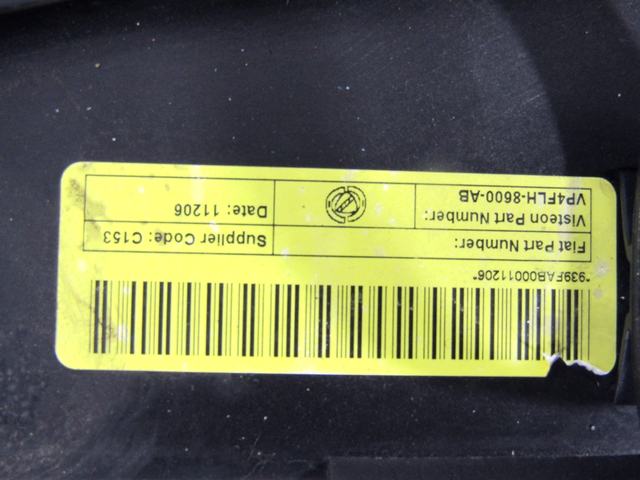 *939FAB00011206*
Fiat Part Number:
Supplier Code: C153
Visteon Part Number:
VP4FLH-8600-AB
Date: 11206